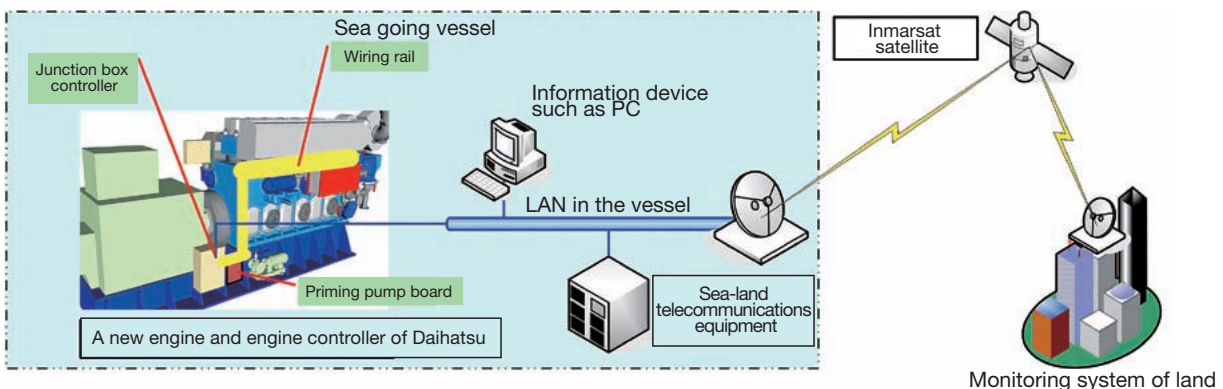 Sea going vessel
Wiring rail
Junction box
controller
Information device
such as PC
Inmarsat
satellite
LAN in the vessel
Priming pump board
Sea-land
telecommunications
equipment
A new engine and engine controller of Daihatsu
Monitoring system of land